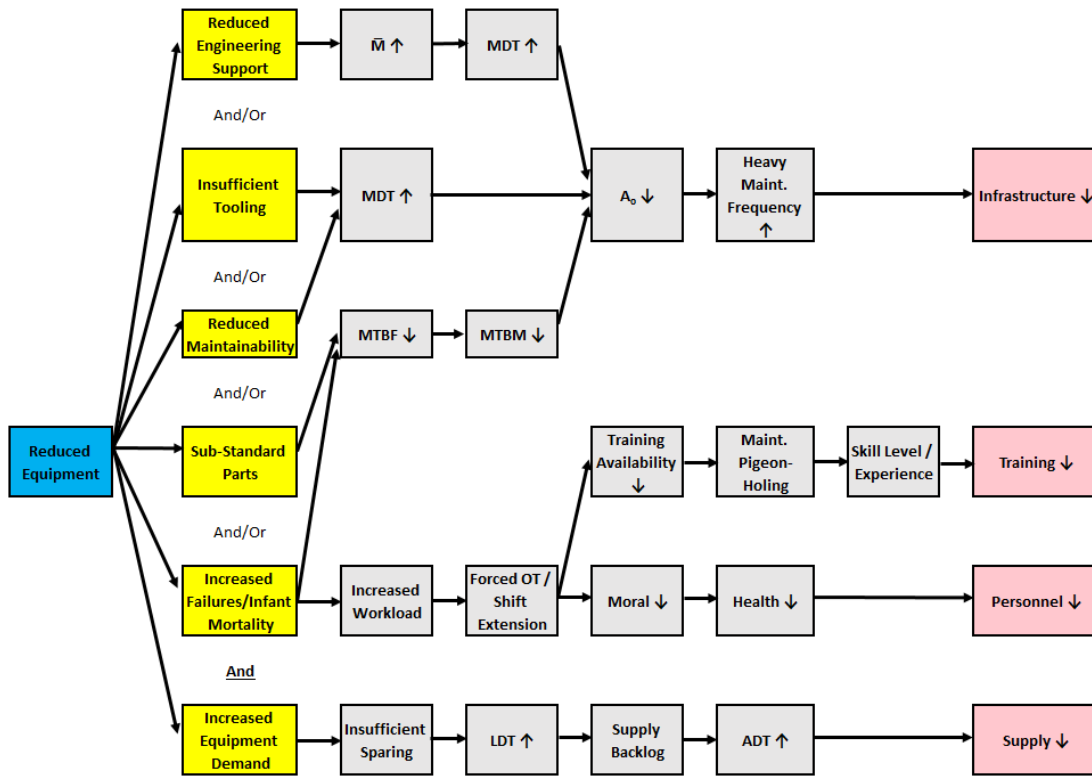 Reduced
Engineering
Support
M̄ ↑
MDT ↑
And/Or
Insufficient
Tooling
MDT ↑
A₀ ↓
Heavy
Maint.
Frequency
↑
Infrastructure ↓
And/Or
Reduced
Maintainability
MTBF ↓
MTBM ↓
And/Or
Reduced
Equipment
Sub-Standard
Parts
Training
Availability
↓
Maint.
Pigeon-
Holing
Skill Level /
Experience
Training ↓
And/Or
Increased
Failures/Infant
Mortality
Increased
Workload
Forced OT /
Shift
Extension
Moral ↓
Health ↓
Personnel ↓
And
Increased
Equipment
Demand
Insufficient
Sparing
LDT ↑
Supply
Backlog
ADT ↑
Supply ↓